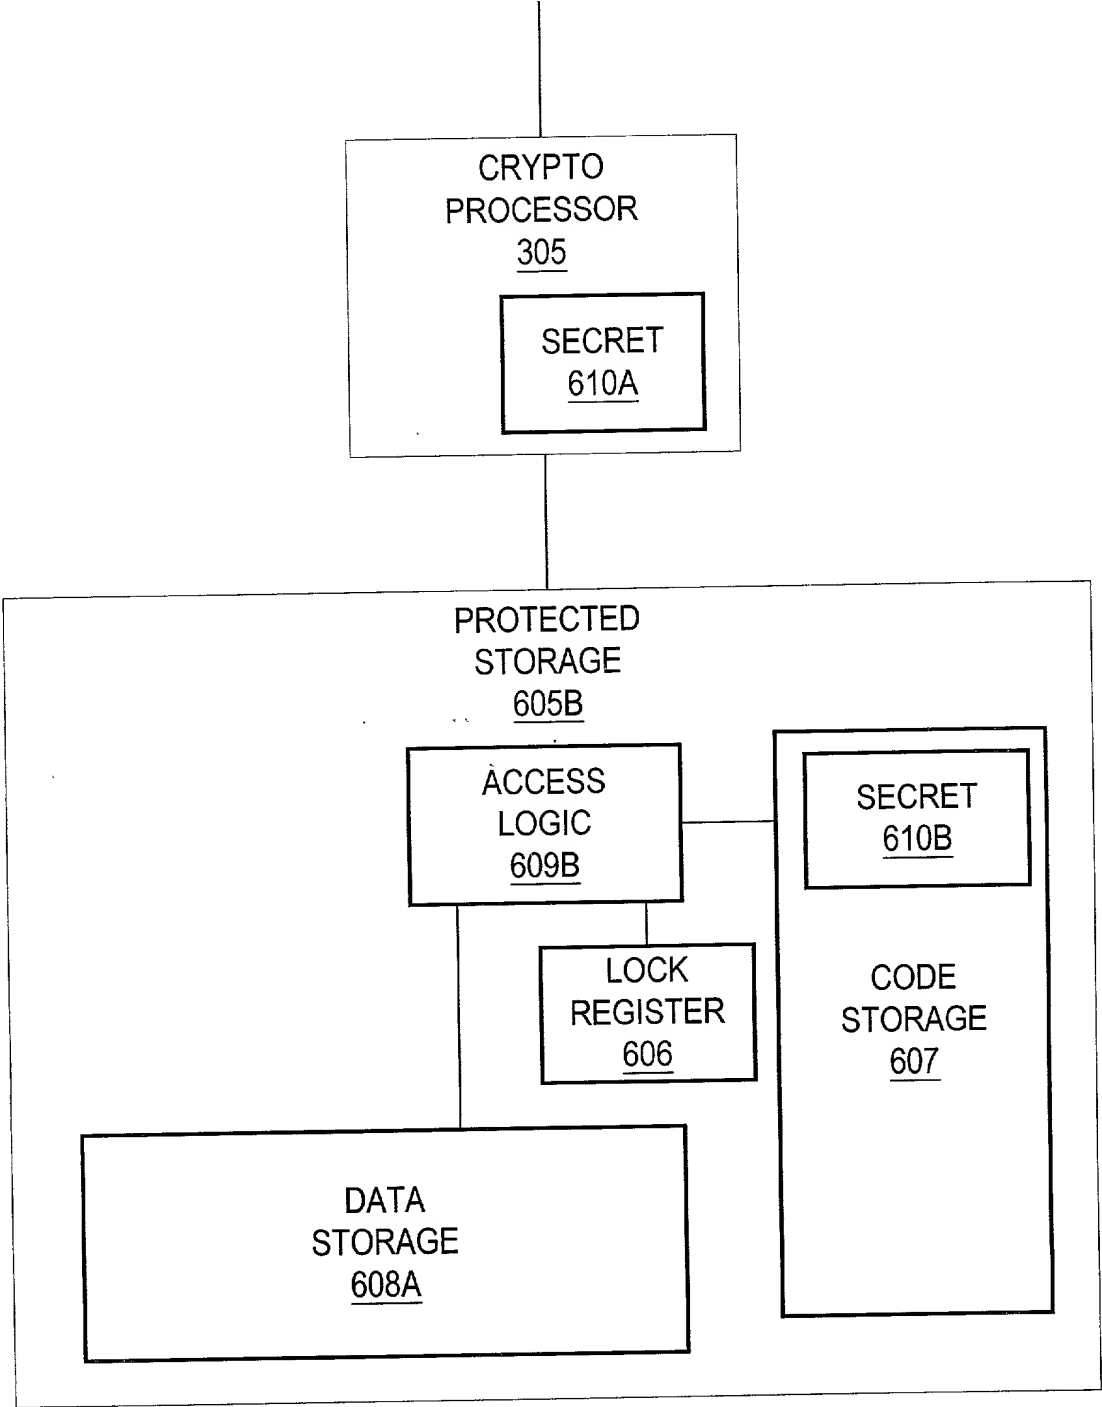 CRYPTO
PROCESSOR
305
SECRET
610A
PROTECTED
STORAGE
605B
ACCESS
LOGIC
609B
SECRET
610B
LOCK
REGISTER
606
CODE
STORAGE
607
DATA
STORAGE
608A